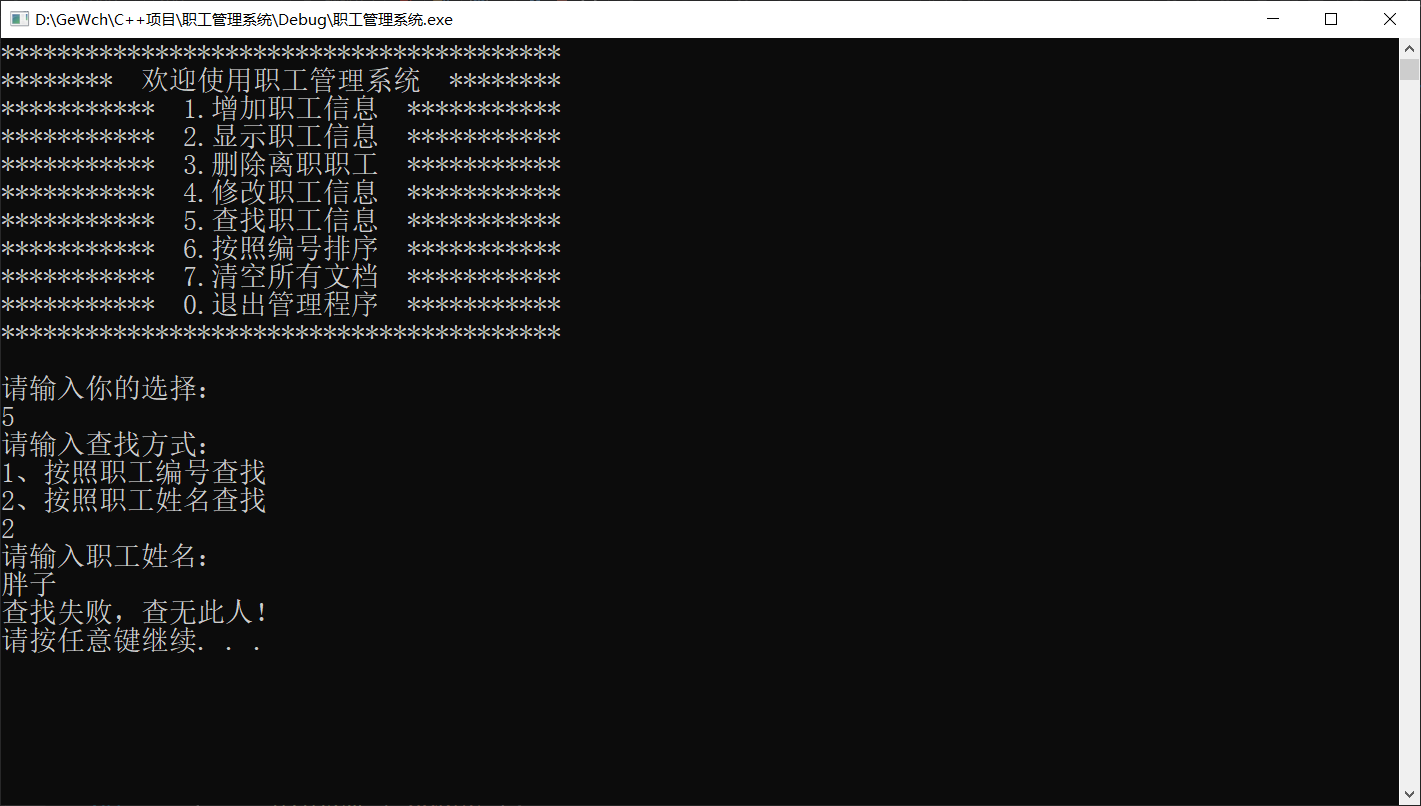 D:\GeWch\C++项目\职工管理系统\Debug\职工管理系统.exe
****************************************
********  欢迎使用职工管理系统  ********
***********  1.增加职工信息  ***********
***********  2.显示职工信息  ***********
***********  3.删除离职职工  ***********
***********  4.修改职工信息  ***********
***********  5.查找职工信息  ***********
***********  6.按照编号排序  ***********
***********  7.清空所有文档  ***********
***********  0.退出管理程序  ***********
****************************************
请输入你的选择：
5
请输入查找方式：
1、按照职工编号查找
2、按照职工姓名查找
2
请输入职工姓名：
胖子
查找失败，查无此人！
请按任意键继续. . .